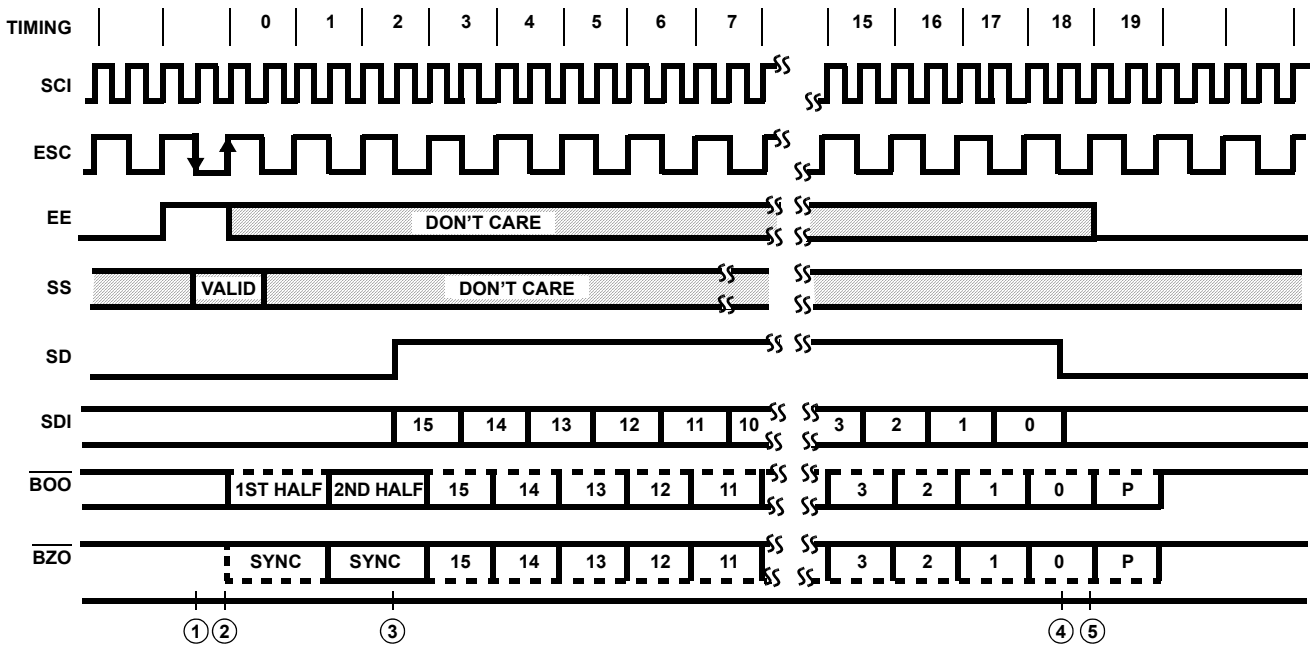 TIMING 0 1 2 3 4 5 6 7 15 16 17 18 19
SCI
ESC
EE DON'T CARE
SS VALID DON'T CARE
SD
SDI 15 14 13 12 11 10 3 2 1 0
BOO 1ST HALF 2ND HALF 15 14 13 12 11 3 2 1 0 P
BZO SYNC SYNC 15 14 13 12 11 3 2 1 0 P
1 2 3 4 5